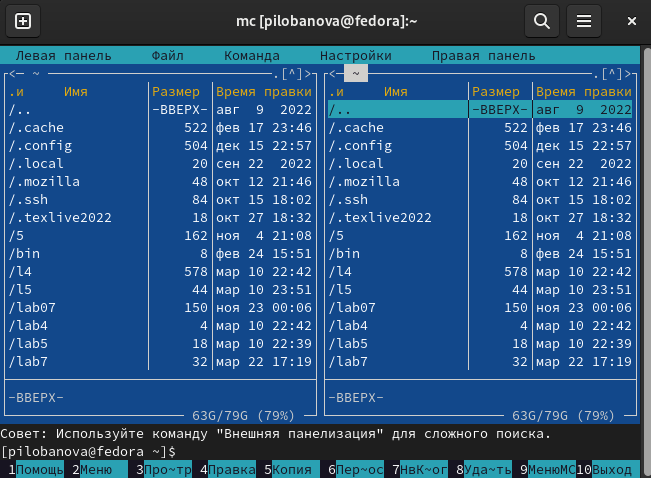 mc [pilobanova@fedora]:~
Левая панель Файл Команда Настройки Правая панель
<- ~ .[^]> <- ~ .[^]>
.и Имя Размер Время правки .и Имя Размер Время правки
/.. -ВВЕРХ- авг 9 2022 /.. -ВВЕРХ- авг 9 2022
/.cache 522 фев 17 23:46 /.cache 522 фев 17 23:46
/.config 504 дек 15 22:57 /.config 504 дек 15 22:57
/.local 20 сен 22 2022 /.local 20 сен 22 2022
/.mozilla 48 окт 12 21:46 /.mozilla 48 окт 12 21:46
/.ssh 84 окт 15 18:02 /.ssh 84 окт 15 18:02
/.texlive2022 18 окт 27 18:32 /.texlive2022 18 окт 27 18:32
/5 162 ноя 4 21:08 /5 162 ноя 4 21:08
/bin 8 фев 24 15:51 /bin 8 фев 24 15:51
/l4 578 мар 10 22:42 /l4 578 мар 10 22:42
/l5 44 мар 10 23:51 /l5 44 мар 10 23:51
/lab07 150 ноя 23 00:06 /lab07 150 ноя 23 00:06
/lab4 4 мар 10 22:42 /lab4 4 мар 10 22:42
/lab5 18 мар 10 22:39 /lab5 18 мар 10 22:39
/lab7 32 мар 22 17:19 /lab7 32 мар 22 17:19
-ВВЕРХ- -ВВЕРХ-
63G/79G (79%) 63G/79G (79%)
Совет: Используйте команду "Внешняя панелизация" для сложного поиска.
[pilobanova@fedora ~]$
1Помощь 2Меню 3Про~тр 4Правка 5Копия 6Пер~ос 7НвК~ог 8Уда~ть 9МенюMC 10Выход